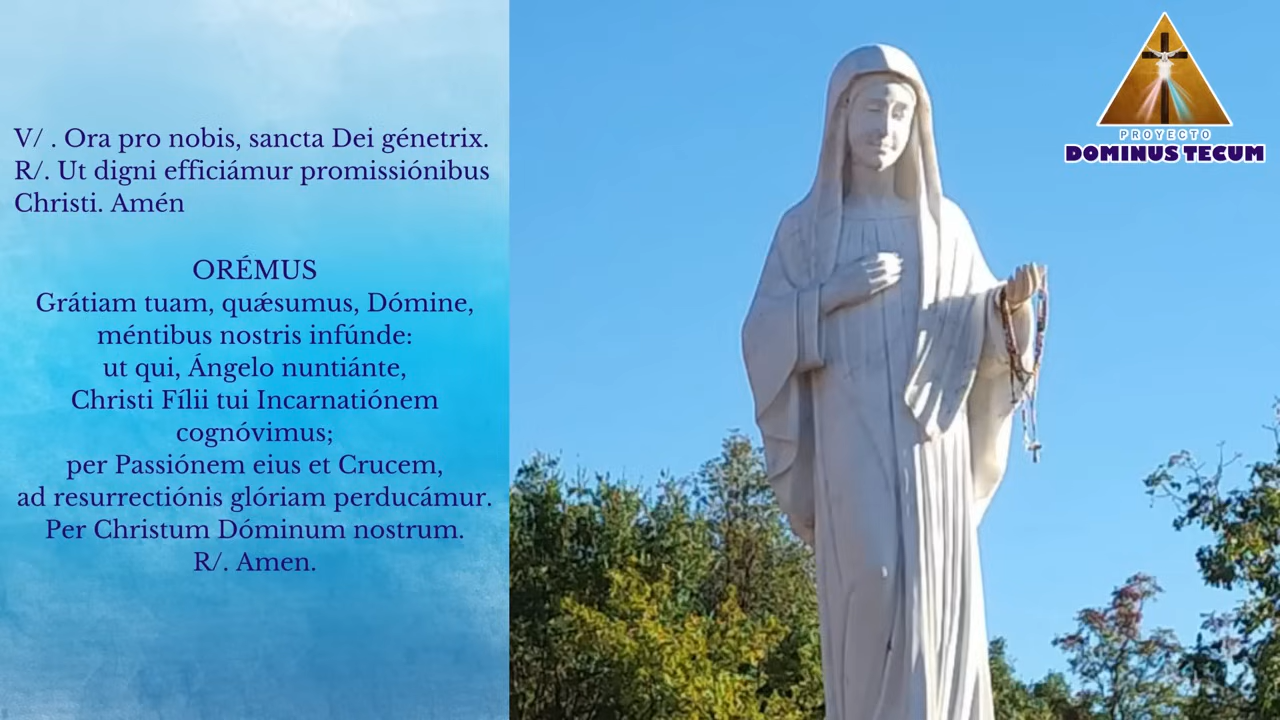 V/ . Ora pro nobis, sancta Dei génetrix.
R/. Ut digni efficiámur promissiónibus
Christi. Amén
ORÉMUS
Grátiam tuam, quǽsumus, Dómine,
méntibus nostris infúnde:
ut qui, Ángelo nuntiánte,
Christi Fílii tui Incarnatiónem
cognóvimus;
per Passiónem eius et Crucem,
ad resurrectiónis glóriam perducámur.
Per Christum Dóminum nostrum.
R/. Amen.
PROYECTO
DOMINUS TECUM